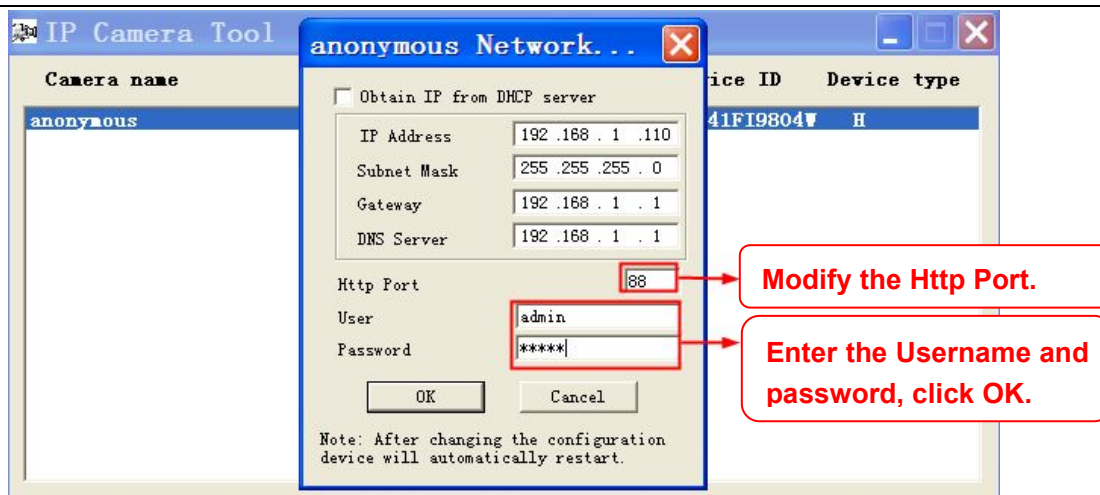 IP Camera Tool
anonymous Network...
Camera name
ice ID Device type
anonymous
41FI9804W H
Obtain IP from DHCP server
IP Address 192 .168 . 1 .110
Subnet Mask 255 .255 .255 . 0
Gateway 192 .168 . 1 . 1
DNS Server 192 .168 . 1 . 1
Http Port 88
Modify the Http Port.
User admin
Password *****
Enter the Username and
password, click OK.
OK Cancel
Note: After changing the configuration
device will automatically restart.